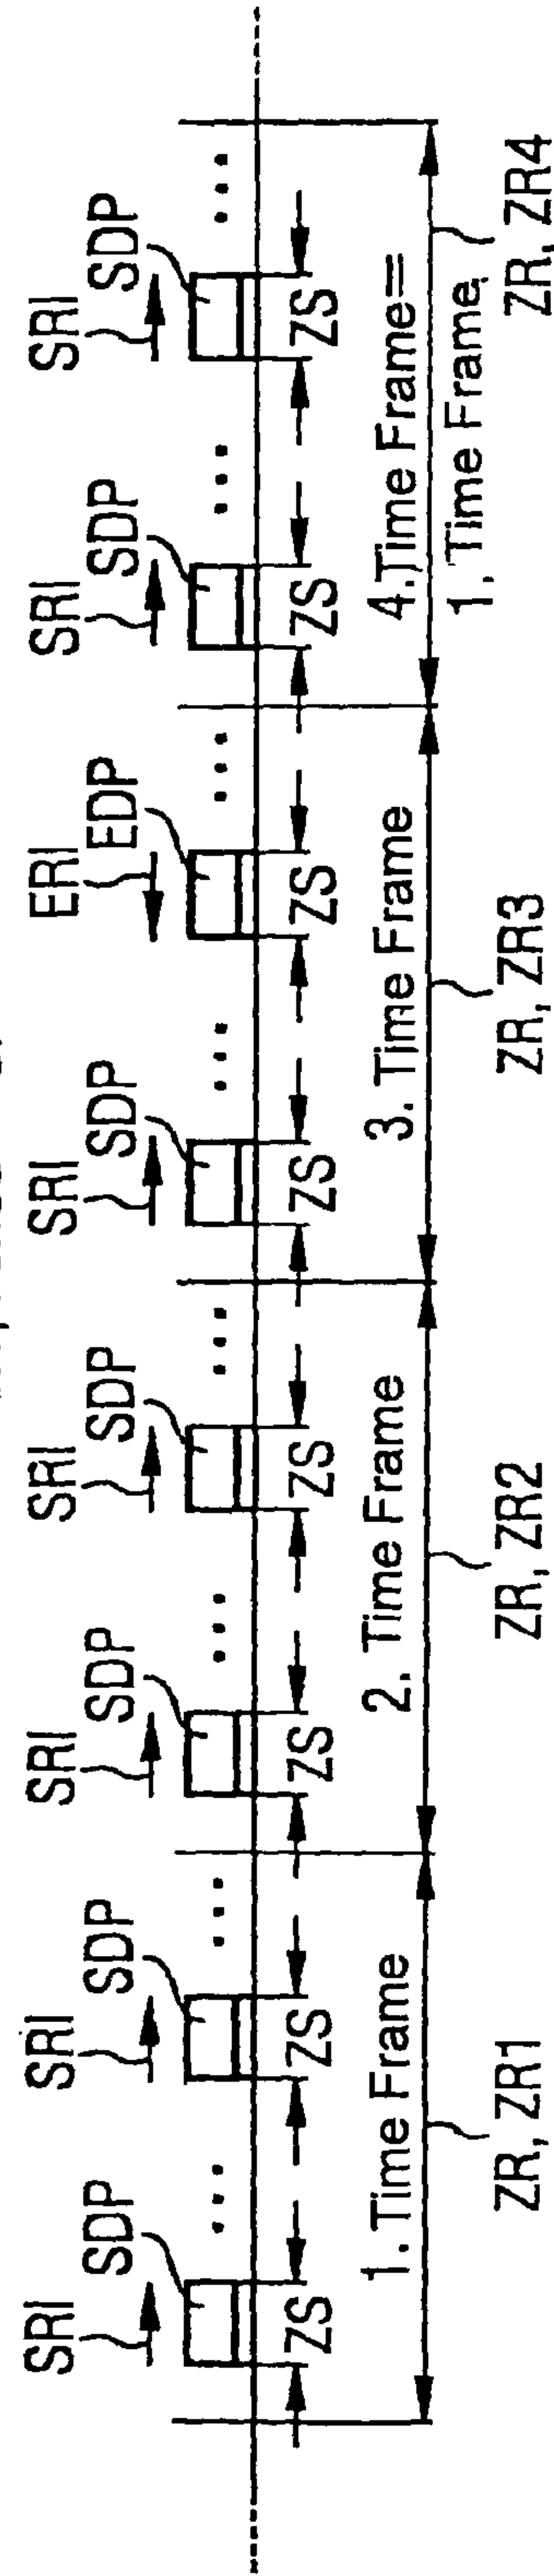 SRI SRI SRI SRI SRI ERI SRI SRI
SDP SDP SDP SDP SDP EDP SDP SDP
... ... ... ... ... ... ... ...
ZS ZS ZS ZS ZS ZS ZS ZS
1. Time Frame 2. Time Frame 3. Time Frame 4. Time Frame=
1. Time Frame
ZR, ZR1 ZR, ZR2 ZR, ZR3 ZR, ZR4